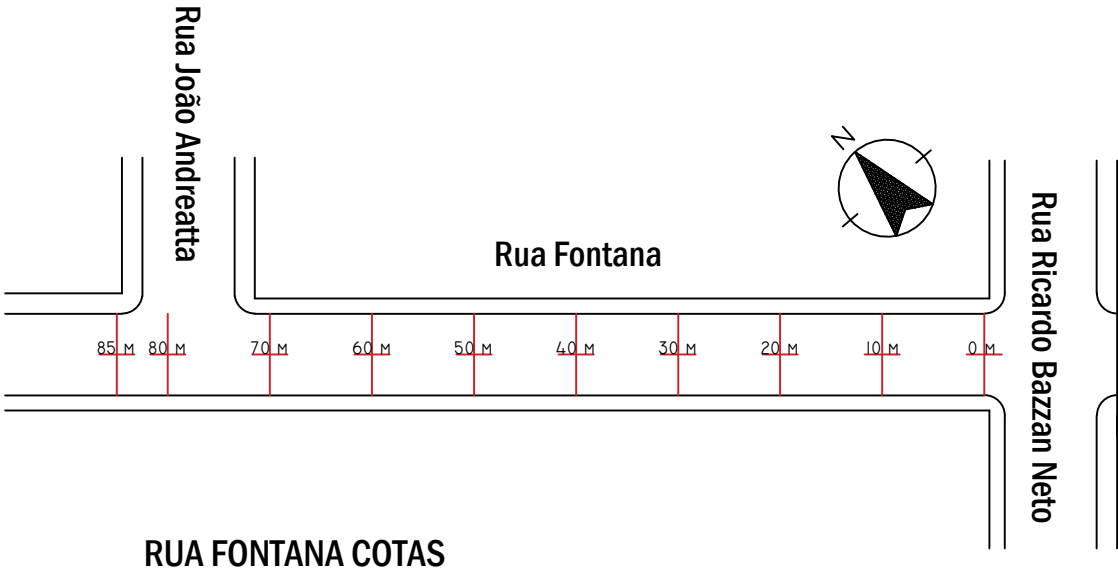 Rua João Andreatta
N
Rua Fontana
Rua Ricardo Bazzan Neto
85 M 80 M 70 M 60 M 50 M 40 M 30 M 20 M 10 M 0 M
RUA FONTANA COTAS